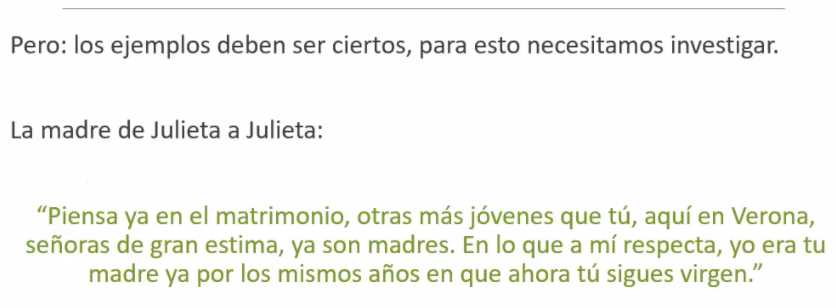 Pero: los ejemplos deben ser ciertos, para esto necesitamos investigar.
La madre de Julieta a Julieta:
“Piensa ya en el matrimonio, otras más jóvenes que tú, aquí en Verona,
señoras de gran estima, ya son madres. En lo que a mí respecta, yo era tu
madre ya por los mismos años en que ahora tú sigues virgen.”